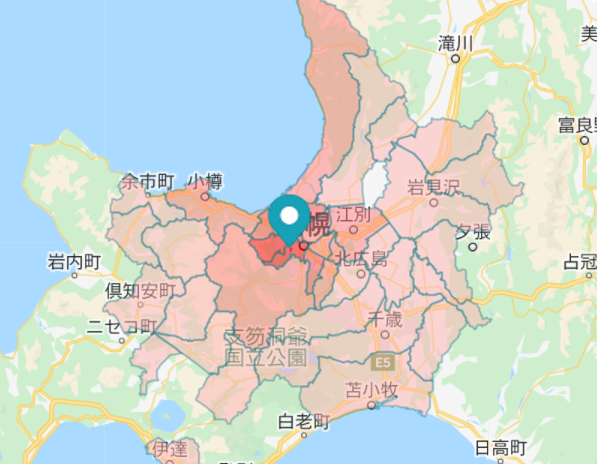 滝川
美
富良野
余市町
小樽
岩見沢
幌
江別
夕張
北広島
岩内町
占冠
倶知安町
ニセコ町
千歳
支笏洞爺
国立公園
E5
苫小牧
白老町
伊達
日高町